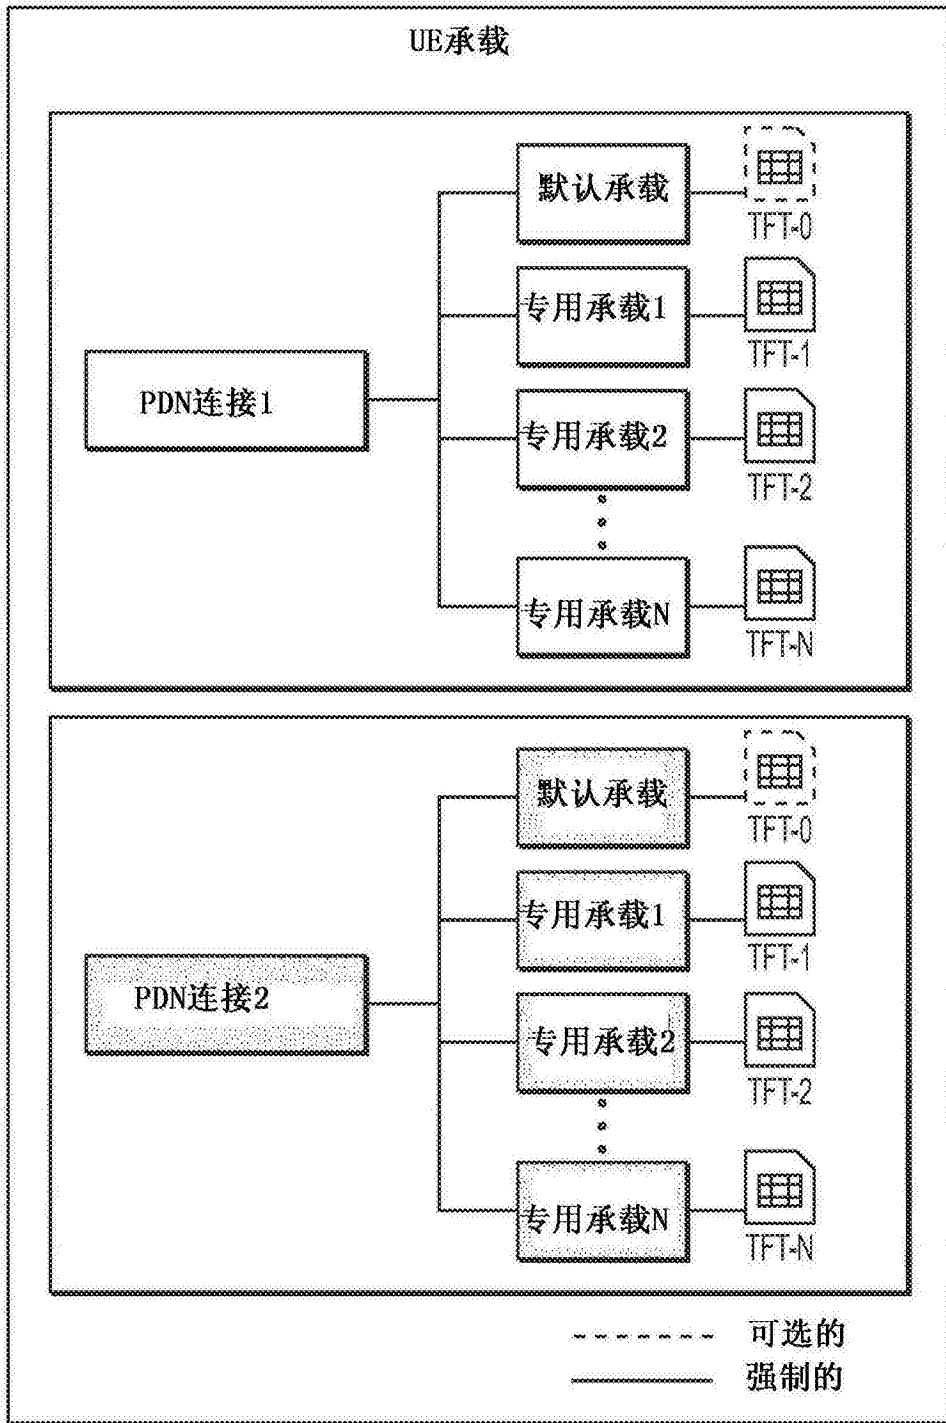 UE承载
默认承载
TFT-0
专用承载1
TFT-1
PDN连接1
专用承载2
TFT-2
专用承载N
TFT-N
默认承载
TFT-0
专用承载1
TFT-1
PDN连接2
专用承载2
TFT-2
专用承载N
TFT-N
可选的
强制的